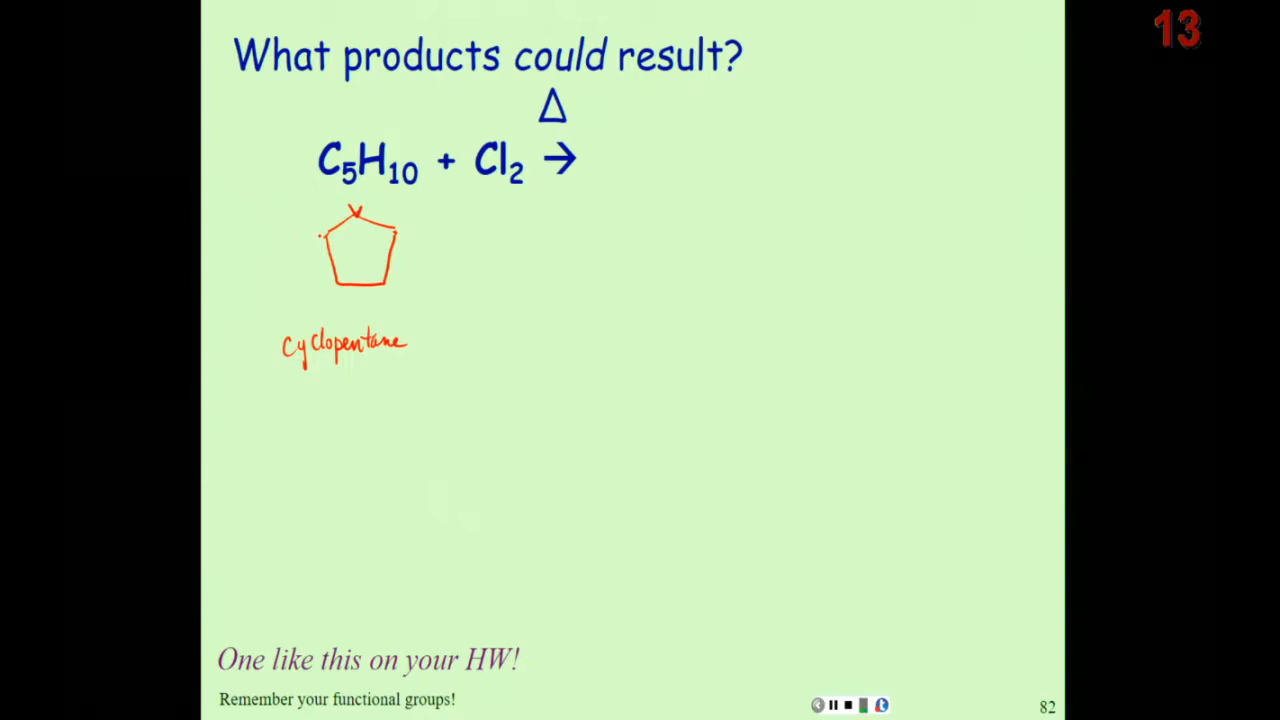 13
What products could result?
Δ
C₅H₁₀ + Cl₂ →
cyclopentane
One like this on your HW!
Remember your functional groups!
82